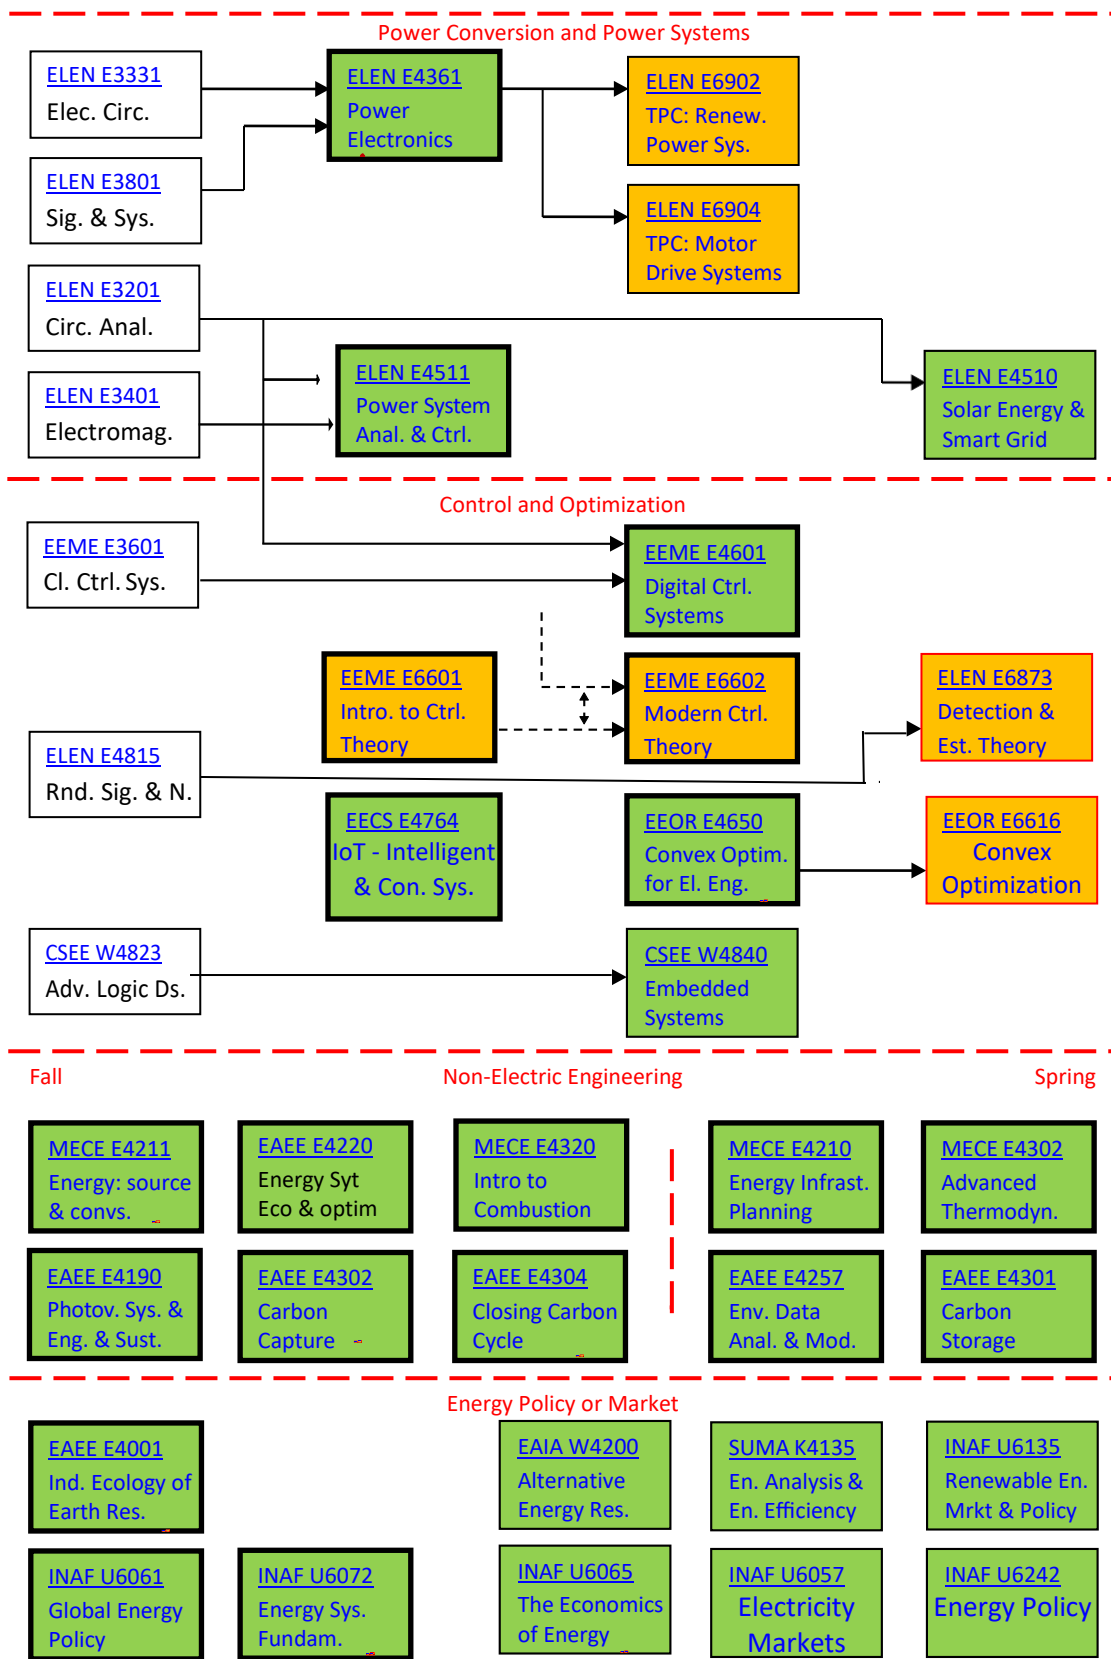 Power Conversion and Power Systems
ELEN E3331
Elec. Circ.
ELEN E4361
Power
Electronics
ELEN E6902
TPC: Renew.
Power Sys.
ELEN E3801
Sig. & Sys.
ELEN E6904
TPC: Motor
Drive Systems
ELEN E3201
Circ. Anal.
ELEN E4511
Power System
Anal. & Ctrl.
ELEN E4510
Solar Energy &
Smart Grid
ELEN E3401
Electromag.
Control and Optimization
EEME E3601
Cl. Ctrl. Sys.
EEME E4601
Digital Ctrl.
Systems
EEME E6601
Intro. to Ctrl.
Theory
EEME E6602
Modern Ctrl.
Theory
ELEN E6873
Detection &
Est. Theory
ELEN E4815
Rnd. Sig. & N.
EECS E4764
IoT - Intelligent
& Con. Sys.
EEOR E4650
Convex Optim.
for El. Eng.
EEOR E6616
Convex
Optimization
CSEE W4823
Adv. Logic Ds.
CSEE W4840
Embedded
Systems
Fall
Non-Electric Engineering
Spring
MECE E4211
Energy: source
& convs.
EAEE E4220
Energy Syt
Eco & optim
MECE E4320
Intro to
Combustion
MECE E4210
Energy Infrast.
Planning
MECE E4302
Advanced
Thermodyn.
EAEE E4190
Photov. Sys. &
Eng. & Sust.
EAEE E4302
Carbon
Capture
EAEE E4304
Closing Carbon
Cycle
EAEE E4257
Env. Data
Anal. & Mod.
EAEE E4301
Carbon
Storage
Energy Policy or Market
EAEE E4001
Ind. Ecology of
Earth Res.
EAIA W4200
Alternative
Energy Res.
SUMA K4135
En. Analysis &
En. Efficiency
INAF U6135
Renewable En.
Mrkt & Policy
INAF U6061
Global Energy
Policy
INAF U6072
Energy Sys.
Fundam.
INAF U6065
The Economics
of Energy
INAF U6057
Electricity
Markets
INAF U6242
Energy Policy